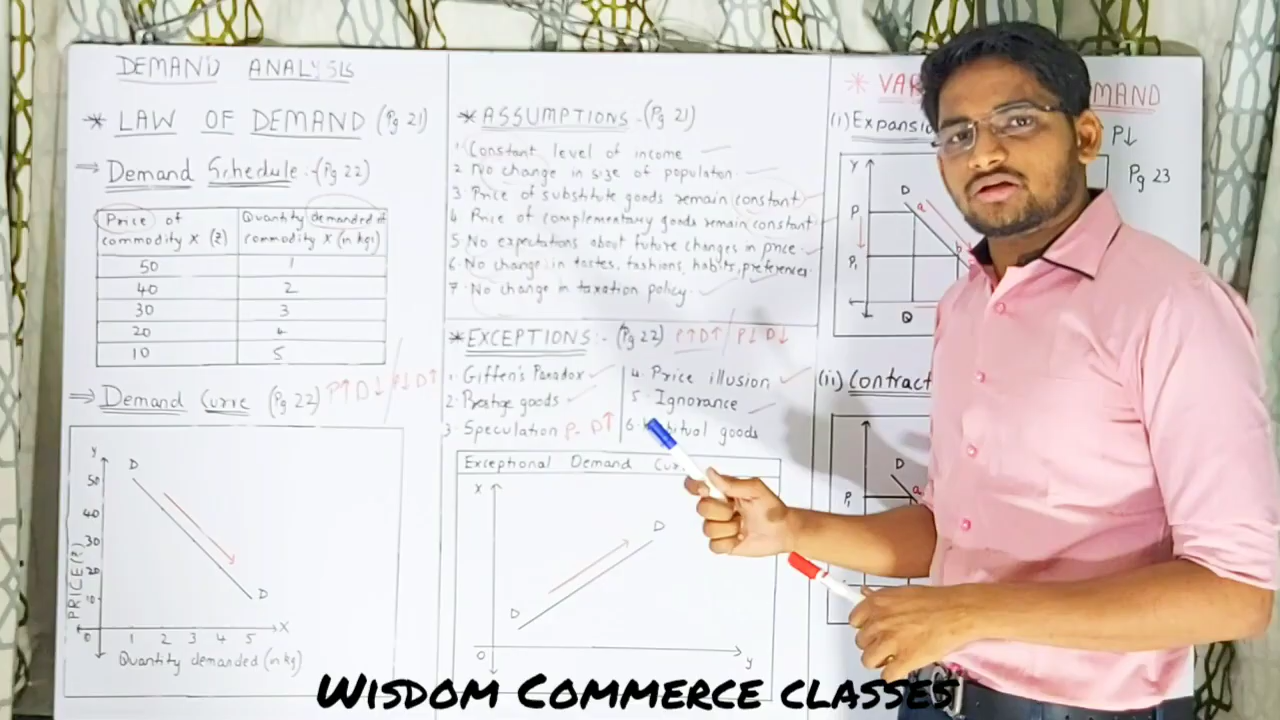 DEMAND ANALYSIS
* LAW OF DEMAND (Pg 21)
⇒ Demand Schedule :- (Pg 22)
Price of commodity X (₹)
Quantity demanded of commodity X (in kgs)
50 1
40 2
30 3
20 4
10 5
⇒ Demand Curve (Pg 22) P↑ D↓ / P↓ D↑
Y
D
50
40
30
20
10
0
PRICE (₹)
D
1 2 3 4 5 X
Quantity demanded (in kg)
* ASSUMPTIONS :- (Pg 21)
1. Constant level of income
2. No change in size of population.
3. Price of substitute goods remain constant
4. Price of complementary goods remain constant
5. No expectations about future changes in price.
6. No change in tastes, fashions, habits, preferences.
7. No change in taxation policy.
* EXCEPTIONS :- (Pg 22) P↑D↑ / P↓ D↓
1. Giffen's Paradox
2. Prestige goods
3. Speculation P- D↑
4. Price illusion
5. Ignorance
6. goods
Exceptional Demand
X
D
D
0
y
* MAND
(i) Expansio
P↓
Pg 23
Y
D
a
P
b
P₁
Q
(ii) Contract
D
a
P₁
WISDOM COMMERCE CLASSES